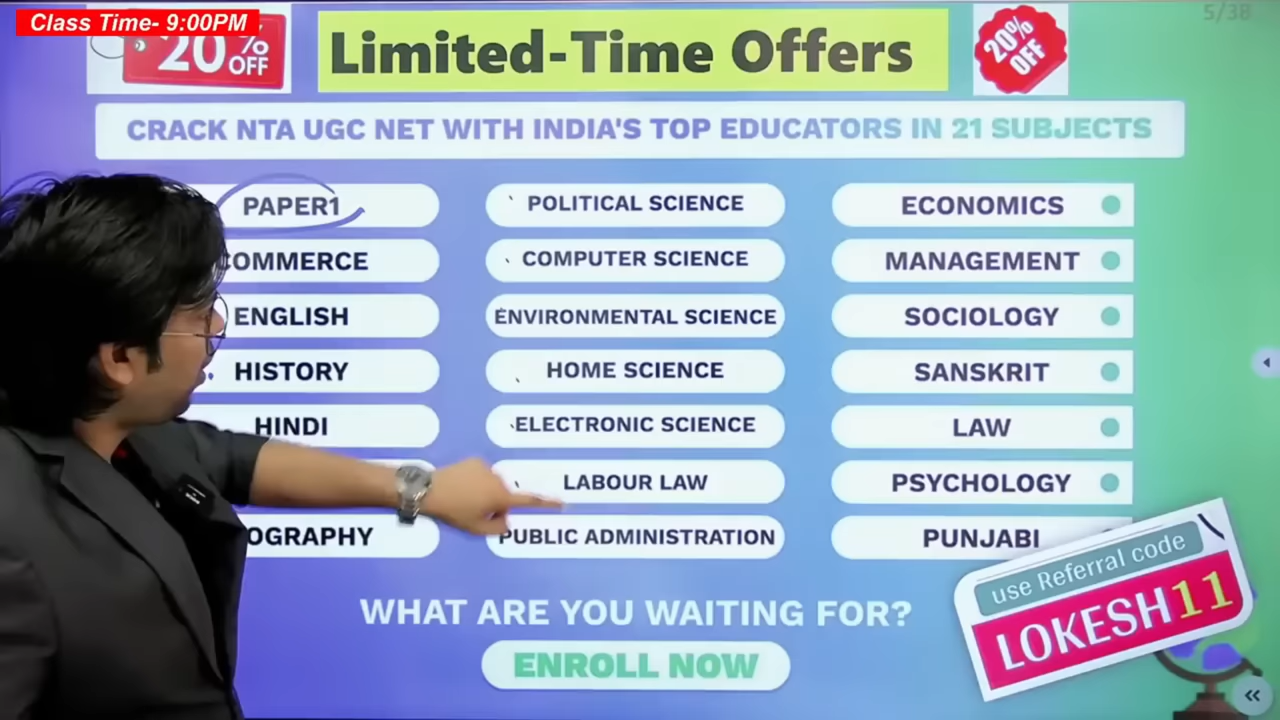 Class Time- 9:00PM
20% OFF
Limited-Time Offers
20% OFF
5/38
CRACK NTA UGC NET WITH INDIA'S TOP EDUCATORS IN 21 SUBJECTS
PAPER1
POLITICAL SCIENCE
ECONOMICS
OMMERCE
COMPUTER SCIENCE
MANAGEMENT
ENGLISH
ENVIRONMENTAL SCIENCE
SOCIOLOGY
HISTORY
HOME SCIENCE
SANSKRIT
HINDI
ELECTRONIC SCIENCE
LAW
LABOUR LAW
PSYCHOLOGY
OGRAPHY
PUBLIC ADMINISTRATION
PUNJABI
use Referral code
LOKESH11
WHAT ARE YOU WAITING FOR?
ENROLL NOW